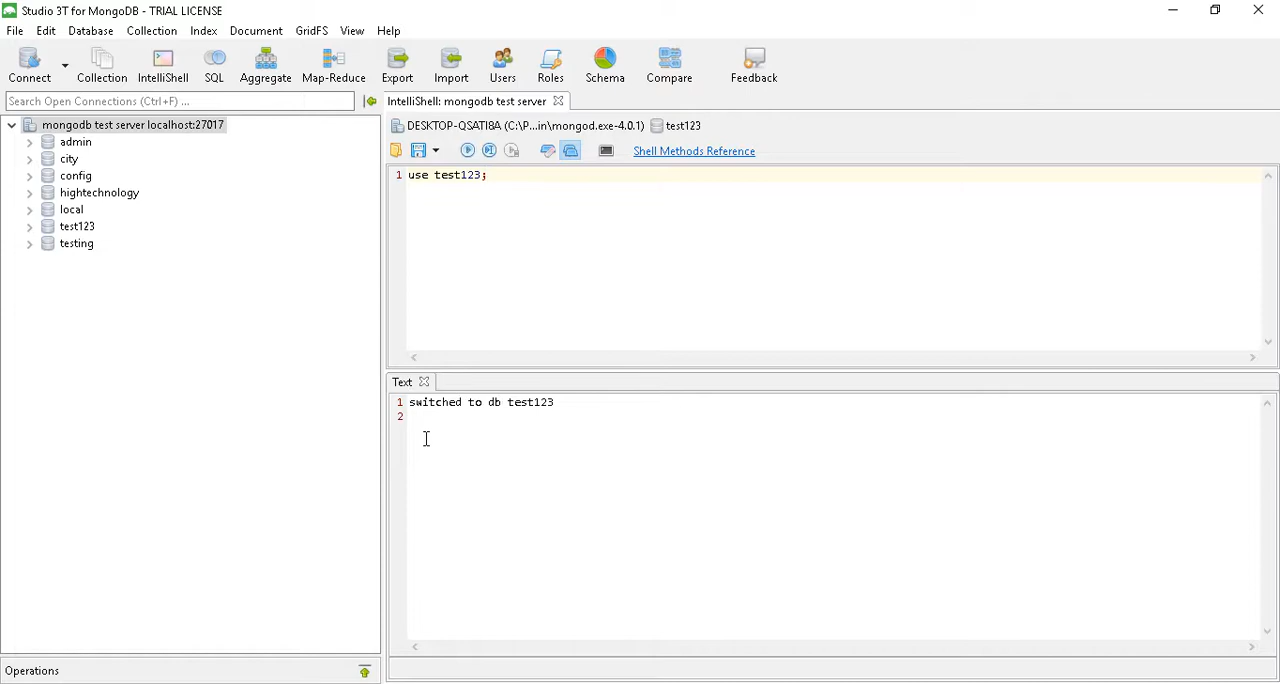 Studio 3T for MongoDB - TRIAL LICENSE
File Edit Database Collection Index Document GridFS View Help
Connect Collection IntelliShell SQL Aggregate Map-Reduce Export Import Users Roles Schema Compare Feedback
Search Open Connections (Ctrl+F) ...
IntelliShell: mongodb test server
mongodb test server localhost:27017
admin
city
config
hightechnology
local
test123
testing
DESKTOP-QSATI8A (C:\P...in\mongod.exe-4.0.1) test123
Shell Methods Reference
1 use test123;
Text
1 switched to db test123
2
Operations